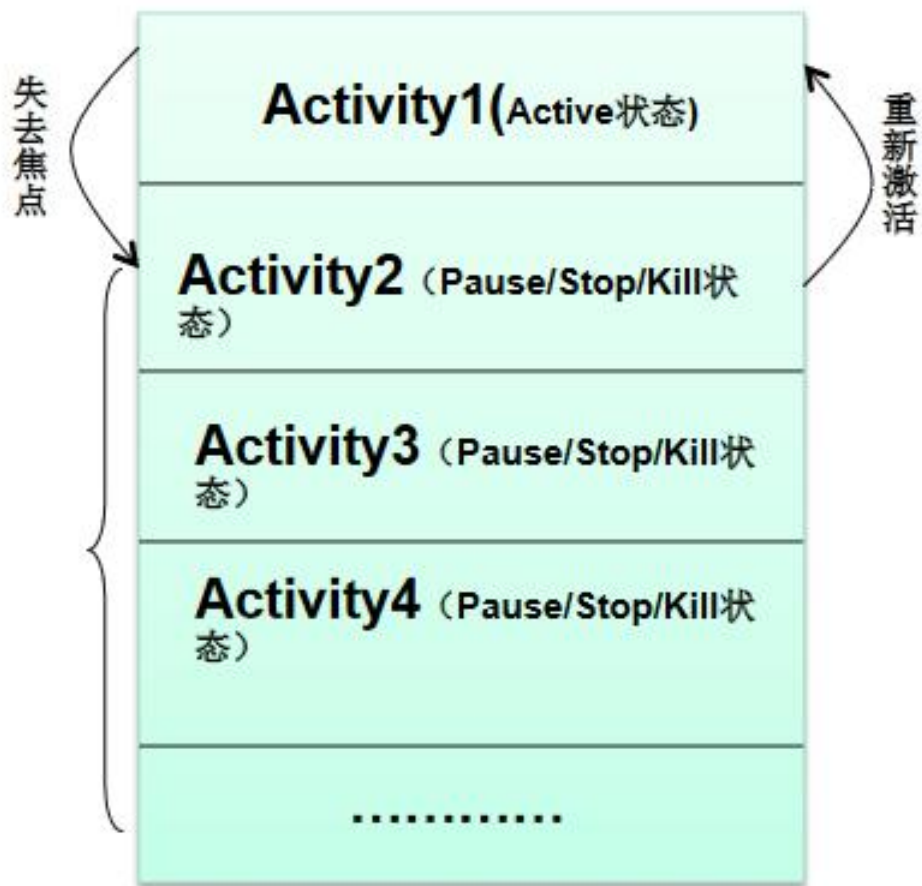 失去焦点
Activity1(Active状态)
重新激活
Activity2（Pause/Stop/Kill状
态）
Activity3（Pause/Stop/Kill状
态）
Activity4（Pause/Stop/Kill状
态）
............